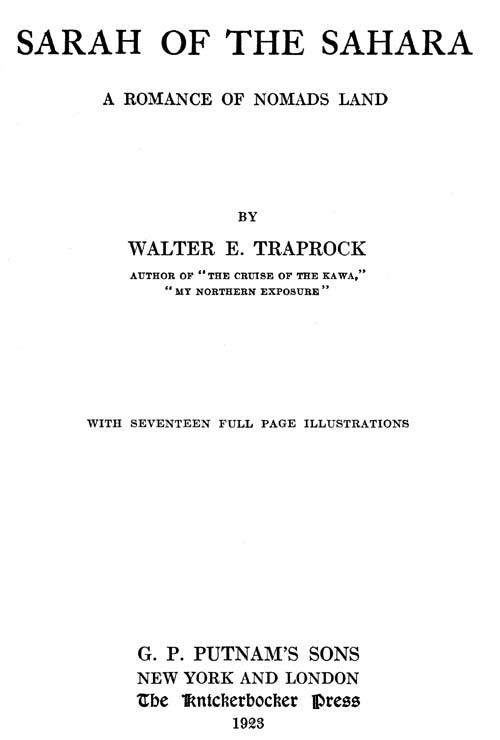 SARAH OF THE SAHARA
A ROMANCE OF NOMADS LAND
BY
WALTER E. TRAPROCK
AUTHOR OF “THE CRUISE OF THE KAWA,”
“MY NORTHERN EXPOSURE”
WITH SEVENTEEN FULL PAGE ILLUSTRATIONS
G. P. PUTNAM'S SONS
NEW YORK AND LONDON
The Knickerbocker Press
1923